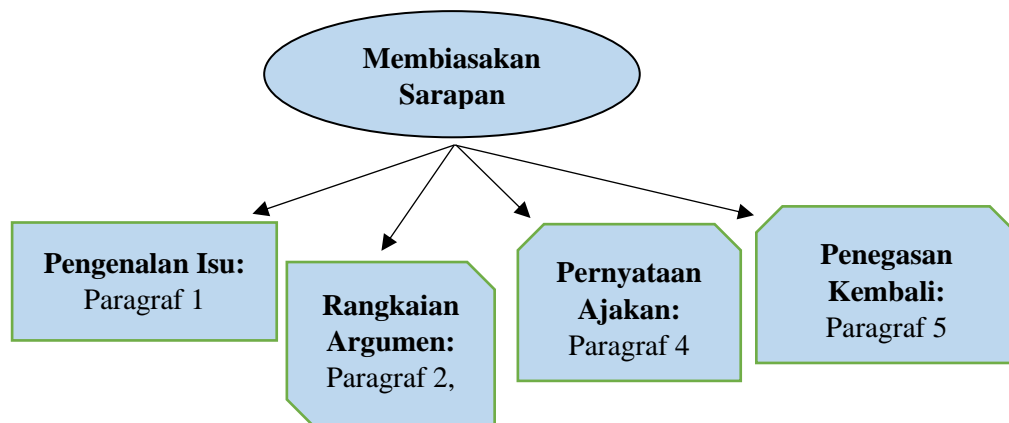 Membiasakan
Sarapan
Pengenalan Isu:
Paragraf 1
Rangkaian
Argumen:
Paragraf 2,
Pernyataan
Ajakan:
Paragraf 4
Penegasan
Kembali:
Paragraf 5